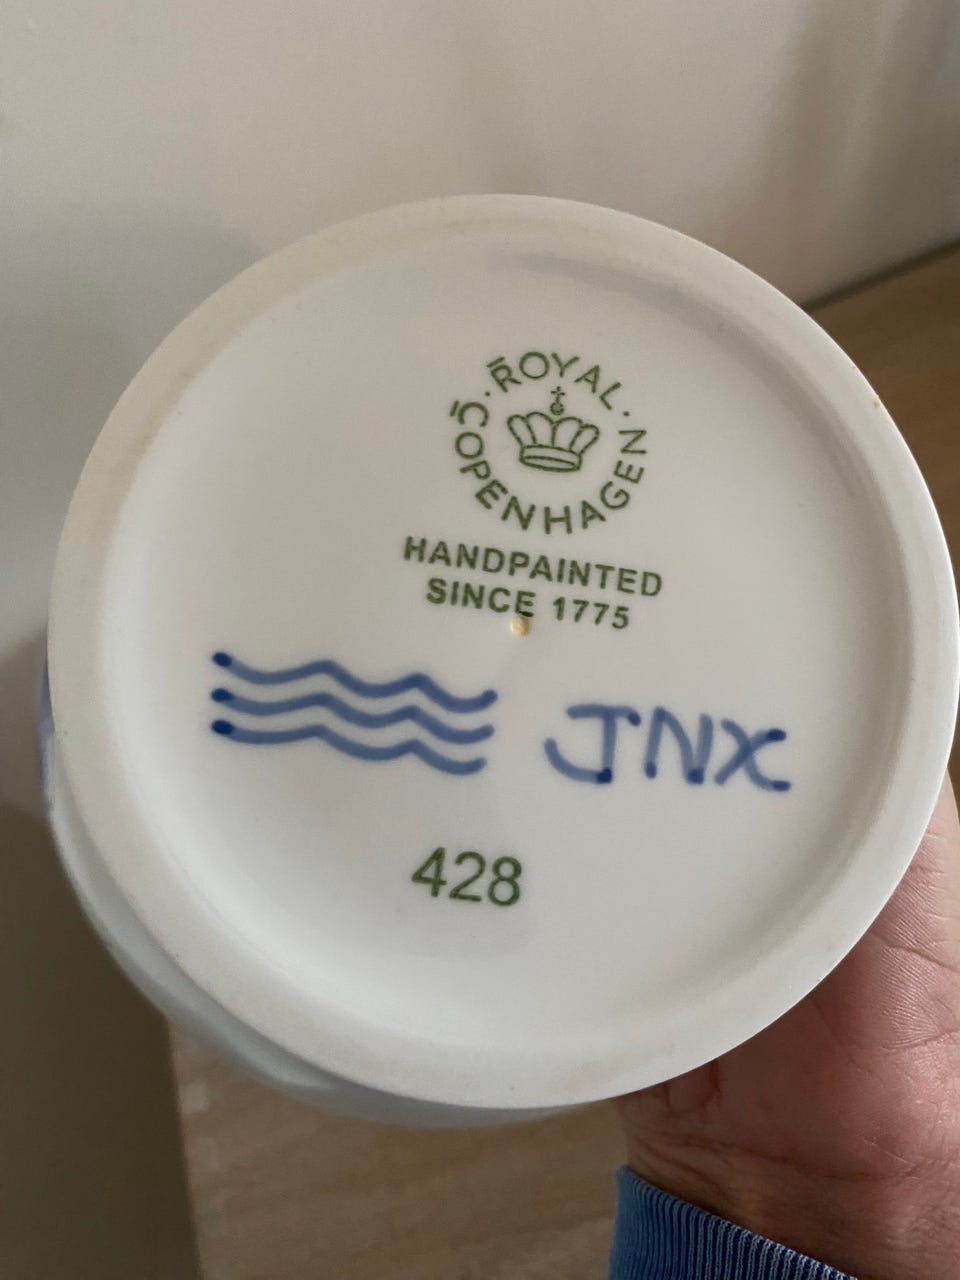 ROYAL · COPENHAGEN ·
HANDPAINTED
SINCE 1775
JNX
428